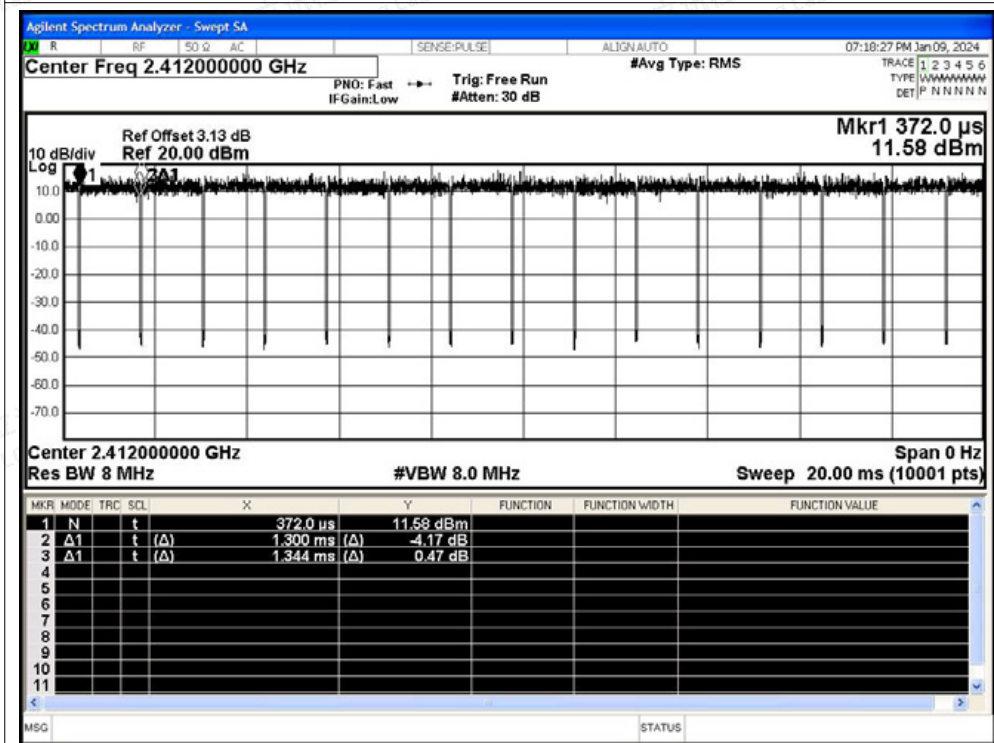 Agilent Spectrum Analyzer - Swept SA
LXI R RF 50 Ω AC SENSE:PULSE ALIGN AUTO 07:18:27 PM Jan 09, 2024
Center Freq 2.412000000 GHz #Avg Type: RMS TRACE 1 2 3 4 5 6
PNO: Fast Trig: Free Run TYPE WWWWWWW
IFGain:Low #Atten: 30 dB DET P N N N N N
Mkr1 372.0 µs
Ref Offset 3.13 dB
10 dB/div Ref 20.00 dBm 11.58 dBm
Log
1 3Δ1
10.0
0.00
-10.0
-20.0
-30.0
-40.0
-50.0
-60.0
-70.0
Center 2.412000000 GHz Span 0 Hz
Res BW 8 MHz #VBW 8.0 MHz Sweep 20.00 ms (10001 pts)
MKR MODE TRC SCL X Y FUNCTION FUNCTION WIDTH FUNCTION VALUE
1 N t 372.0 µs 11.58 dBm
2 Δ1 t (Δ) 1.300 ms (Δ) -4.17 dB
3 Δ1 t (Δ) 1.344 ms (Δ) 0.47 dB
4
5
6
7
8
9
10
11
MSG STATUS